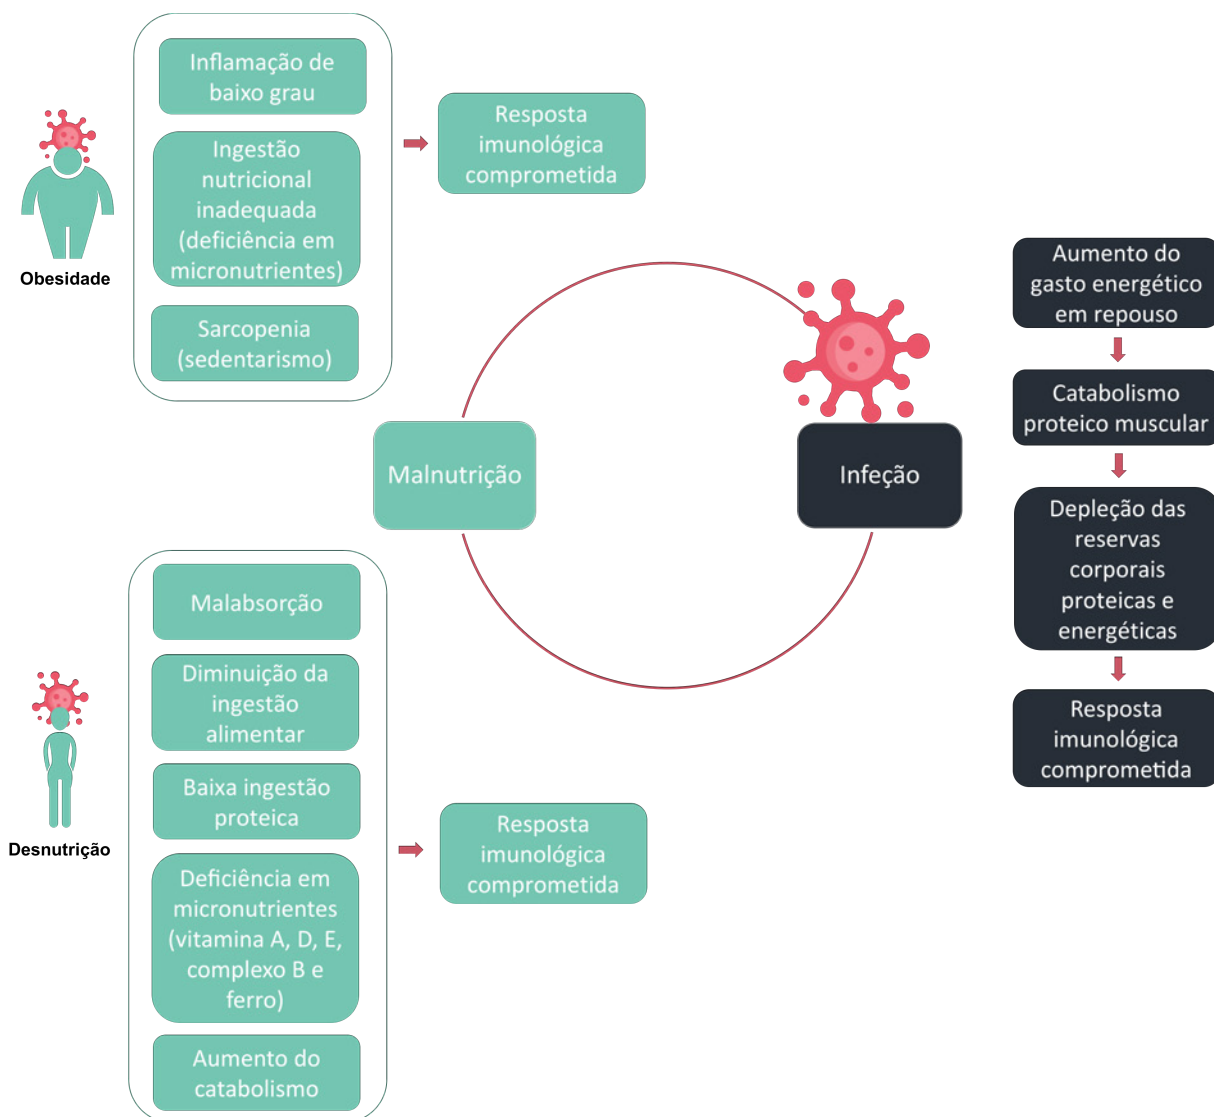 Inflamação de
baixo grau
Ingestão
nutricional
inadequada
(deficiência em
micronutrientes)
Sarcopenia
(sedentarismo)
Obesidade
Resposta
imunológica
comprometida
Malnutrição
Infeção
Aumento do
gasto energético
em repouso
Catabolismo
proteico muscular
Depleção das
reservas
corporais
proteicas e
energéticas
Resposta
imunológica
comprometida
Malabsorção
Diminuição da
ingestão
alimentar
Baixa ingestão
proteica
Deficiência em
micronutrientes
(vitamina A, D, E,
complexo B e
ferro)
Aumento do
catabolismo
Desnutrição
Resposta
imunológica
comprometida